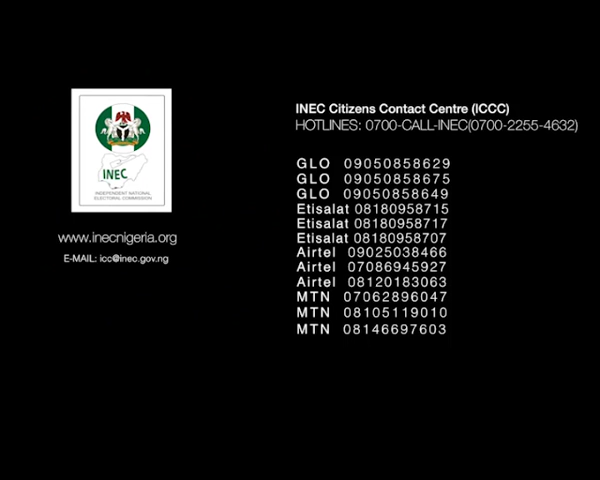 INEC
INDEPENDENT NATIONAL
ELECTORAL COMMISSION
www.inecnigeria.org
E-MAIL: icc@inec.gov.ng
INEC Citizens Contact Centre (ICCC)
HOTLINES: 0700-CALL-INEC(0700-2255-4632)
GLO 09050858629
GLO 09050858675
GLO 09050858649
Etisalat 08180958715
Etisalat 08180958717
Etisalat 08180958707
Airtel 09025038466
Airtel 07086945927
Airtel 08120183063
MTN 07062896047
MTN 08105119010
MTN 08146697603